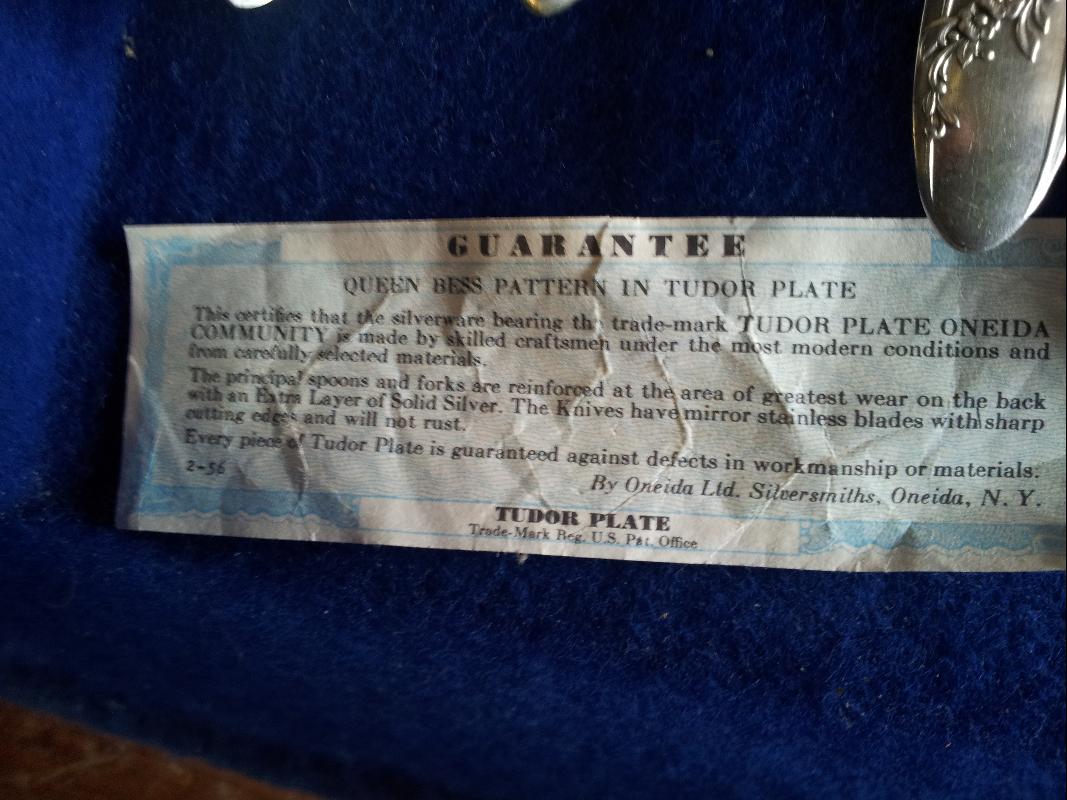 GUARANTEE
QUEEN BESS PATTERN IN TUDOR PLATE
This certifies that the silverware bearing the trade-mark TUDOR PLATE ONEIDA
COMMUNITY is made by skilled craftsmen under the most modern conditions and
from carefully selected materials.
The principal spoons and forks are reinforced at the area of greatest wear on the back
with an Extra Layer of Solid Silver. The Knives have mirror stainless blades with sharp
cutting edges and will not rust.
Every piece of Tudor Plate is guaranteed against defects in workmanship or materials.
2-56
By Oneida Ltd. Silversmiths, Oneida, N. Y.
TUDOR PLATE
Trade-Mark Reg. U.S. Pat. Office